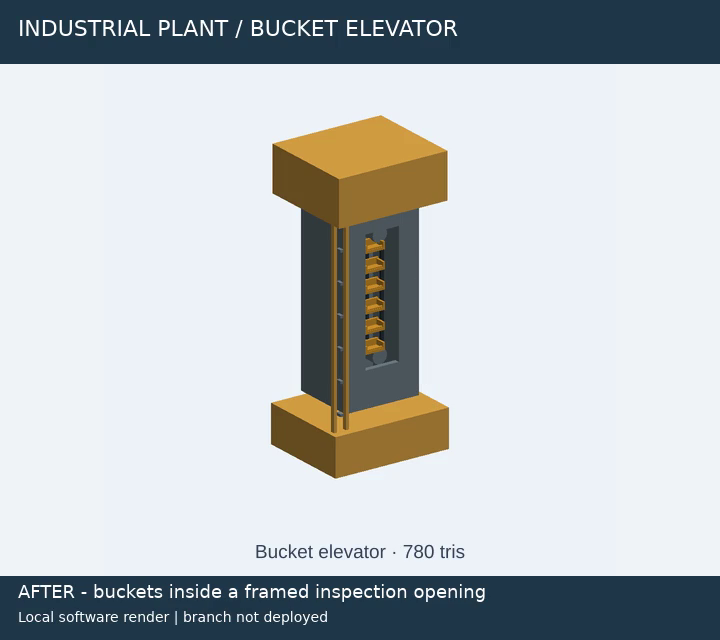 INDUSTRIAL PLANT / BUCKET ELEVATOR
Bucket elevator · 780 tris
AFTER - buckets inside a framed inspection opening
Local software render | branch not deployed